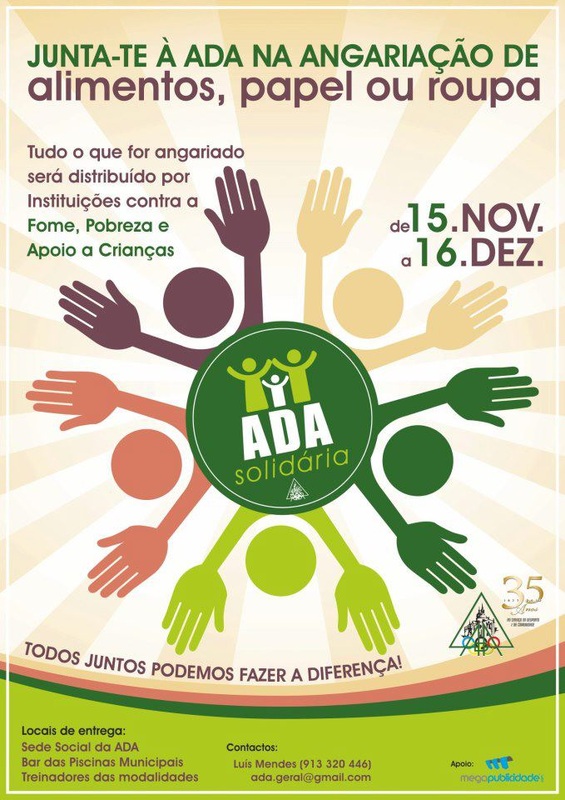 JUNTA-TE À ADA NA ANGARIAÇÃO DE
alimentos, papel ou roupa
Tudo o que for angariado
será distribuído por
Instituições contra a
Fome, Pobreza e
Apoio a Crianças
de 15.NOV.
a 16.DEZ.
ADA
solidária
35
Anos
TODOS JUNTOS PODEMOS FAZER A DIFERENÇA!
Locais de entrega:
Sede Social da ADA
Bar das Piscinas Municipais
Treinadores das modalidades
Contactos:
Luís Mendes (913 320 446)
ada.geral@gmail.com
Apoio:
megapublicidade